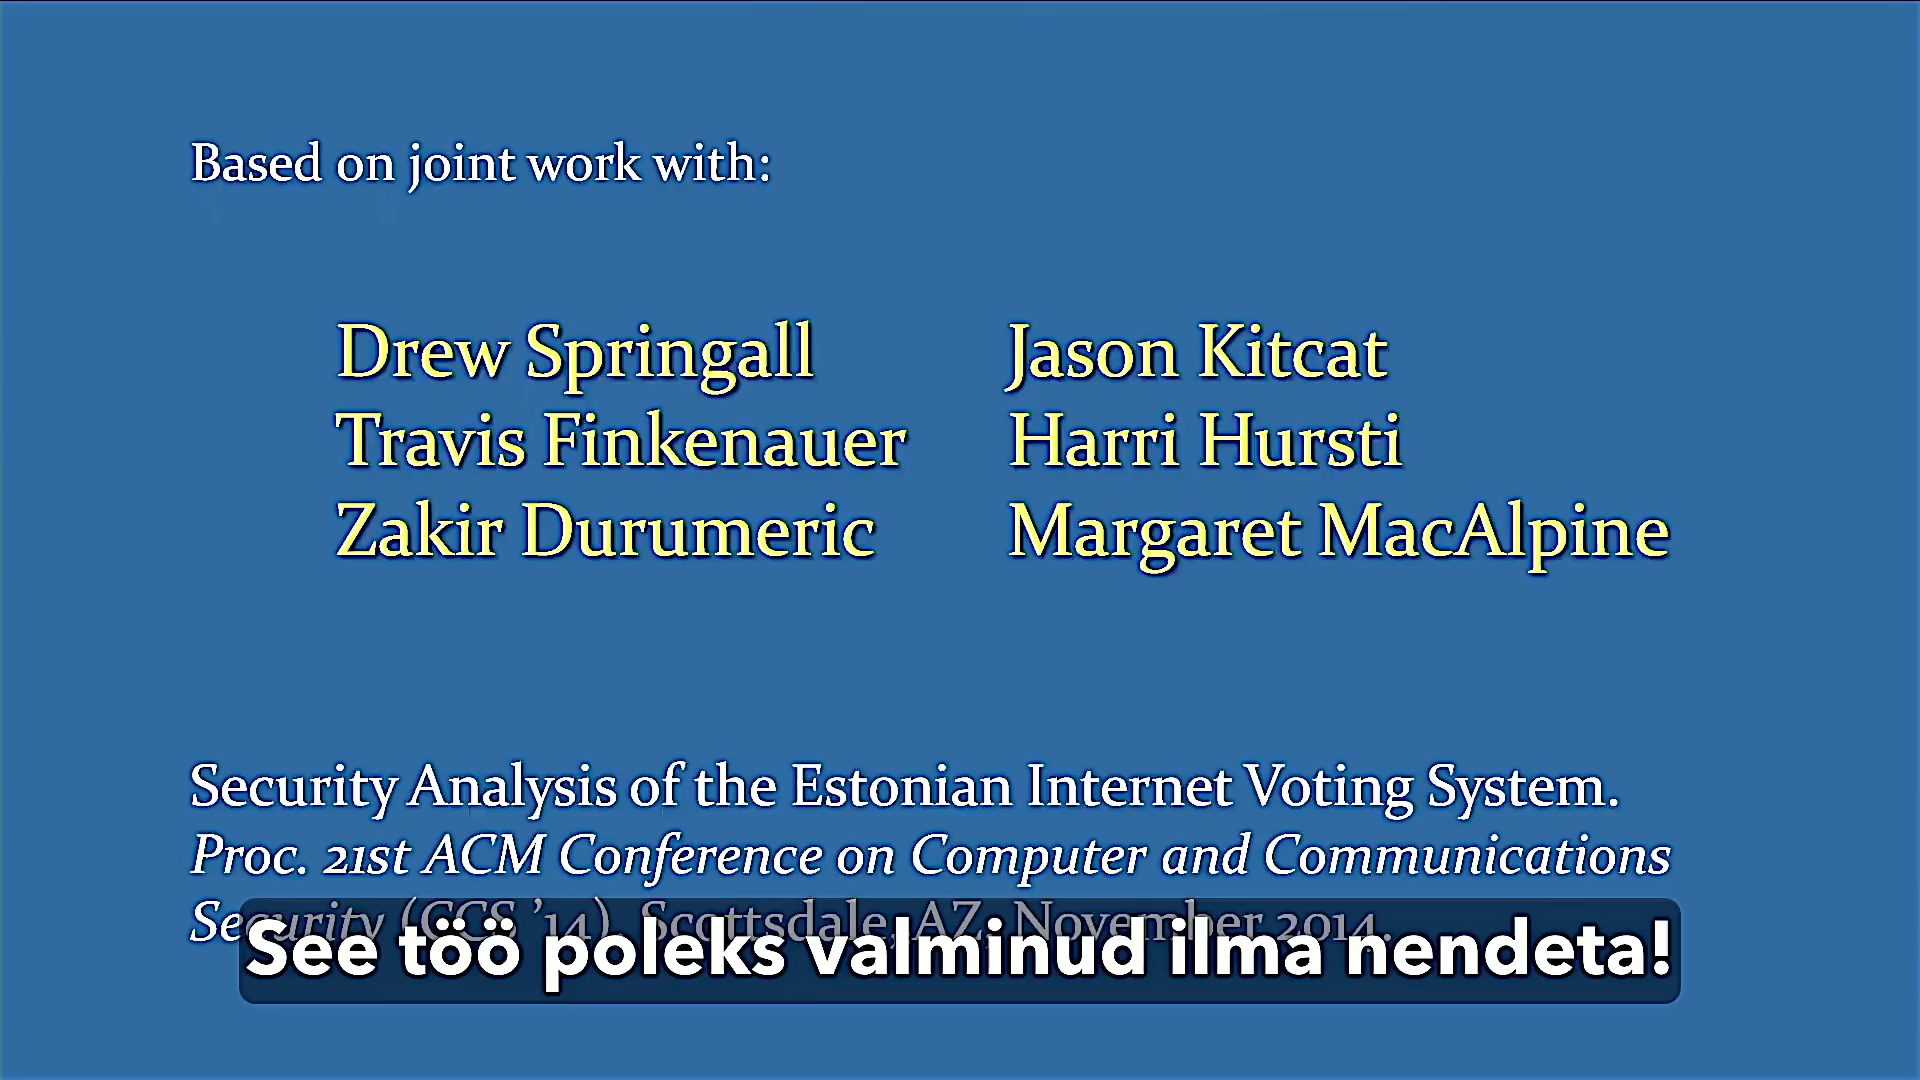 Based on joint work with:
Drew Springall
Travis Finkenauer
Zakir Durumeric
Jason Kitcat
Harri Hursti
Margaret MacAlpine
Security Analysis of the Estonian Internet Voting System.
Proc. 21st ACM Conference on Computer and Communications
Security (CCS ’14), Scottsdale, AZ, November 2014.
See töö poleks valminud ilma nendeta!